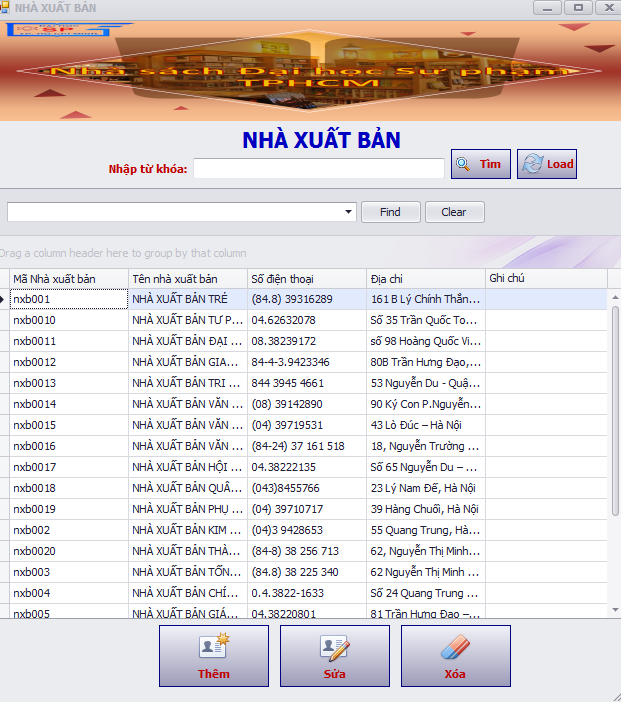 NHÀ XUẤT BẢN
SP
Nhà sách Đại học Sư phạm
TPHCM
NHÀ XUẤT BẢN
Nhập từ khóa:
Tìm
Load
Find
Clear
Drag a column header here to group by that column
Mã Nhà xuất bản Tên nhà xuất bản Số điện thoại Địa chỉ Ghi chú
nxb001 NHÀ XUẤT BẢN TRẺ (84.8) 39316289 161 B Lý Chính Thắn...
nxb0010 NHÀ XUẤT BẢN TƯ P... 04.62632078 Số 35 Trần Quốc To...
nxb0011 NHÀ XUẤT BẢN ĐẠI ... 08.38239172 số 98 Hoàng Quốc Vi...
nxb0012 NHÀ XUẤT BẢN GIA... 84-4-3.9423346 80B Trần Hưng Đạo,...
nxb0013 NHÀ XUẤT BẢN TRI ... 844 3945 4661 53 Nguyễn Du - Quậ...
nxb0014 NHÀ XUẤT BẢN VĂN ... (08) 39142890 90 Ký Con P.Nguyễn...
nxb0015 NHÀ XUẤT BẢN VĂN ... (04) 39719531 43 Lò Đúc – Hà Nội
nxb0016 NHÀ XUẤT BẢN VĂN ... (84-24) 37 161 518 18, Nguyễn Trường ...
nxb0017 NHÀ XUẤT BẢN HỘI ... 04.38222135 Số 65 Nguyễn Du – ...
nxb0018 NHÀ XUẤT BẢN QUÂ... (043)8455766 23 Lý Nam Đế, Hà Nội
nxb0019 NHÀ XUẤT BẢN PHỤ ... (04) 39710717 39 Hàng Chuối, Hà Nội
nxb002 NHÀ XUẤT BẢN KIM ... (04)3 9428653 55 Quang Trung, Hà...
nxb0020 NHÀ XUẤT BẢN THÀ... (84-8) 38 256 713 62, Nguyễn Thị Minh...
nxb003 NHÀ XUẤT BẢN TỔN... (84.8) 38 225 340 62 Nguyễn Thị Minh ...
nxb004 NHÀ XUẤT BẢN CHÍ... 0.4.3822-1633 Số 24 Quang Trung ...
nxb005 NHÀ XUẤT BẢN GIÁ... 04.38220801 81 Trần Hưng Đạo –...
Thêm
Sửa
Xóa